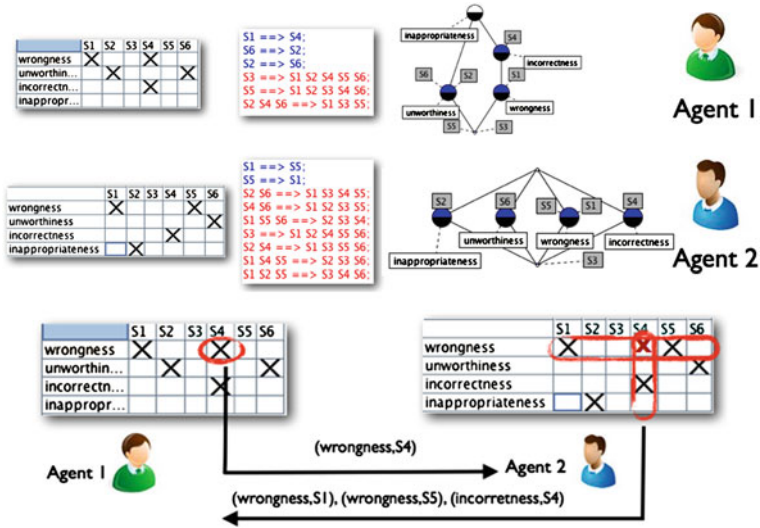 S1 S2 S3 S4 S5 S6
wrongness
unworthin...
incorrectn...
inappropr...
S1 ==> S4;
S6 ==> S2;
S2 ==> S6;
S3 ==> S1 S2 S4 S5 S6;
S5 ==> S1 S2 S3 S4 S6;
S2 S4 S6 ==> S1 S3 S5;
inappropriateness
S4
incorrectness
S6
S2
S1
unworthiness
wrongness
S5
S3
Agent 1
S1 S2 S3 S4 S5 S6
wrongness
unworthiness
incorrectness
inappropriateness
S1 ==> S5;
S5 ==> S1;
S2 S6 ==> S1 S3 S4 S5;
S4 S6 ==> S1 S2 S3 S5;
S1 S5 S6 ==> S2 S3 S4;
S3 ==> S1 S2 S4 S5 S6;
S2 S4 ==> S1 S3 S5 S6;
S1 S4 S5 ==> S2 S3 S6;
S1 S2 S5 ==> S3 S4 S6;
S2
S6
S5
S1
S4
unworthiness
wrongness
incorrectness
inappropriateness
S3
Agent 2
S1 S2 S3 S4 S5 S6
wrongness
unworthin...
incorrectn...
inappropr...
S1 S2 S3 S4 S5 S6
wrongness
unworthiness
incorrectness
inappropriateness
(wrongness,S4)
Agent 1
Agent 2
(wrongness,S1), (wrongness,S5), (incorretness,S4)